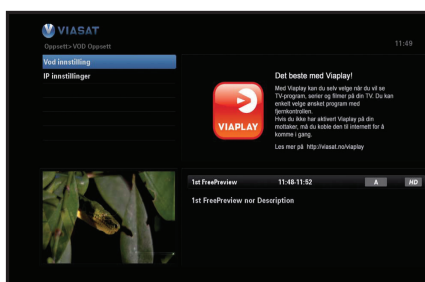 VIASAT
Oppsett>VOD Oppsett
11:49
Vod innstilling
IP innstillinger
VIAPLAY
Det beste med Viaplay!
Med Viaplay kan du selv velge når du vil se
TV-program, serier og filmer på din TV. Du kan
enkelt velge ønsket program med
fjernkontrollen.
Hvis du ikke har aktivert Viaplay på din
mottaker, må du koble den til internett for å
komme i gang.
Les mer på http://viasat.no/viaplay
1st FreePreview 11:48-11:52 A HD
1st FreePreview nor Description